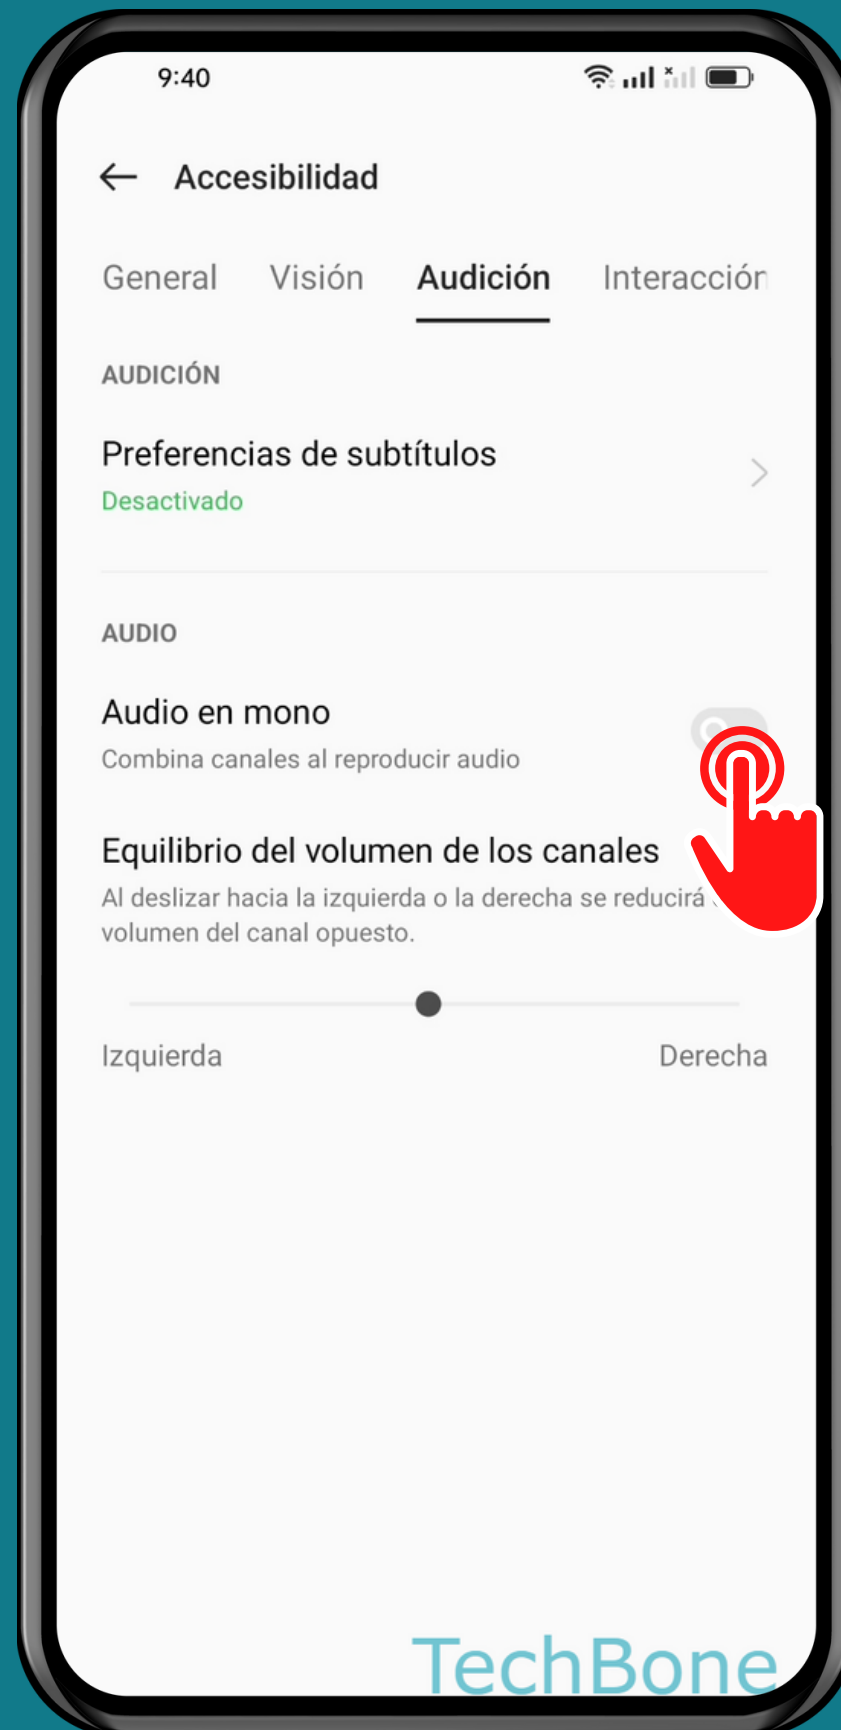 9:40
Accesibilidad
General Visión Audición Interacción
AUDICIÓN
Preferencias de subtítulos
Desactivado
AUDIO
Audio en mono
Combina canales al reproducir audio
Equilibrio del volumen de los canales
Al deslizar hacia la izquierda o la derecha se reducirá
volumen del canal opuesto.
Izquierda Derecha
TechBone